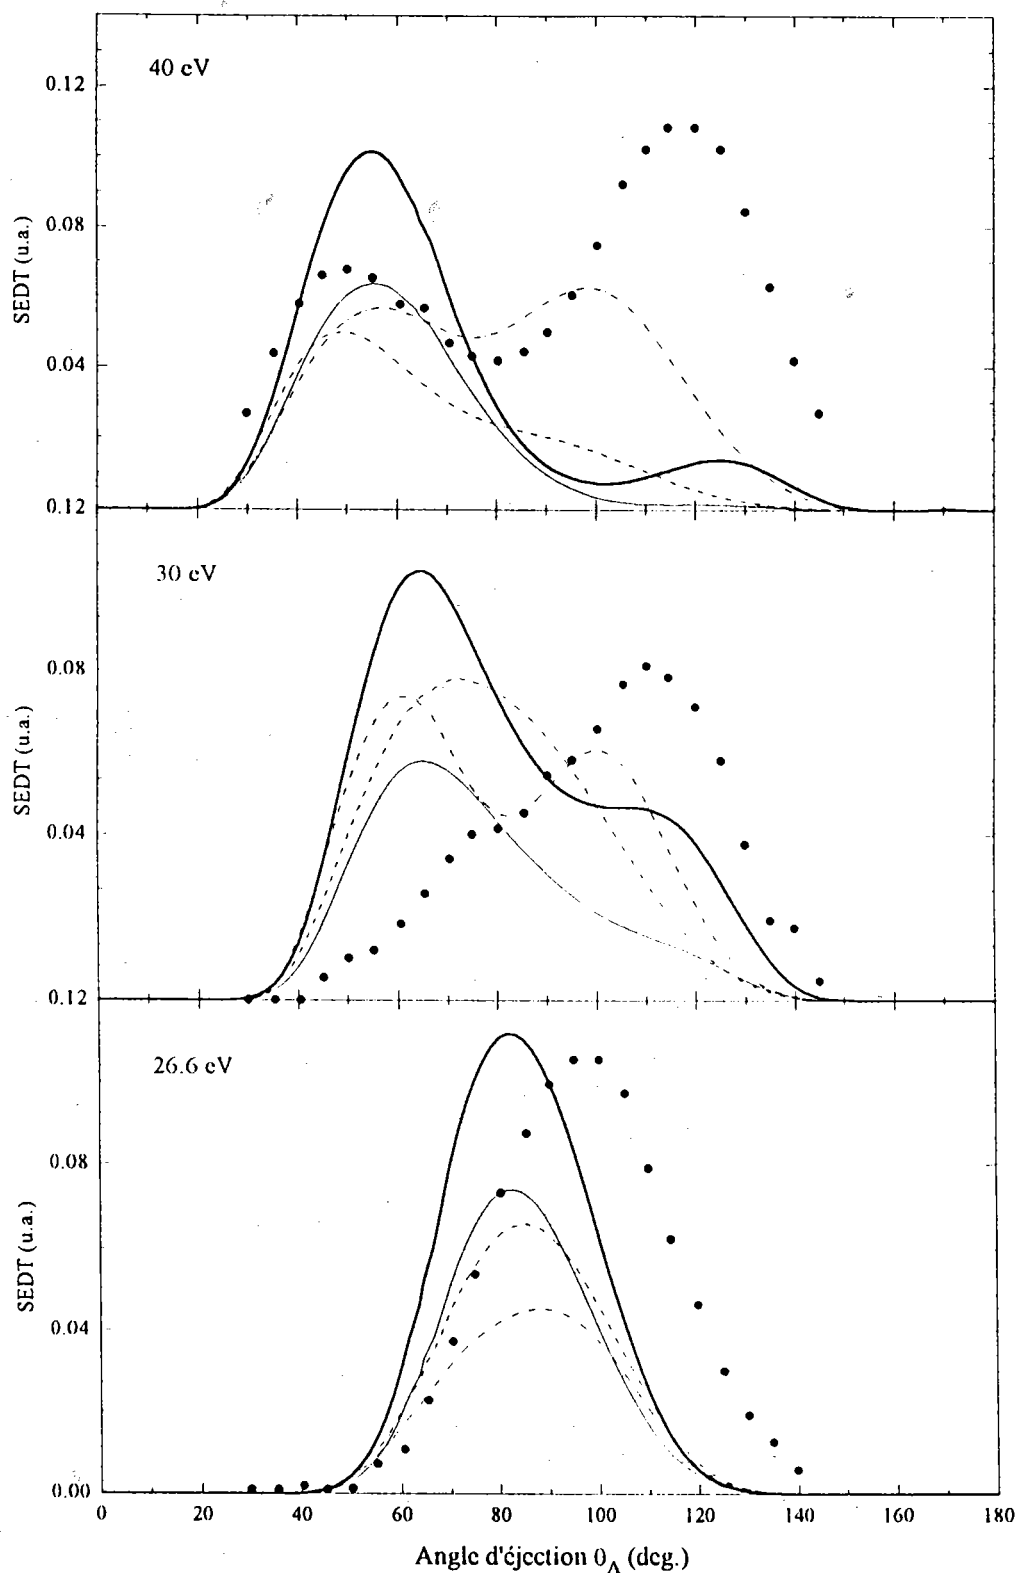 40 eV
0.12
0.08
0.04
SEDT (u.a.)
0.12
30 eV
0.08
0.04
SEDT (u.a.)
0.12
26.6 eV
0.08
0.04
0.00
SEDT (u.a.)
0 20 40 60 80 100 120 140 160 180
Angle d'éjection θA (deg.)